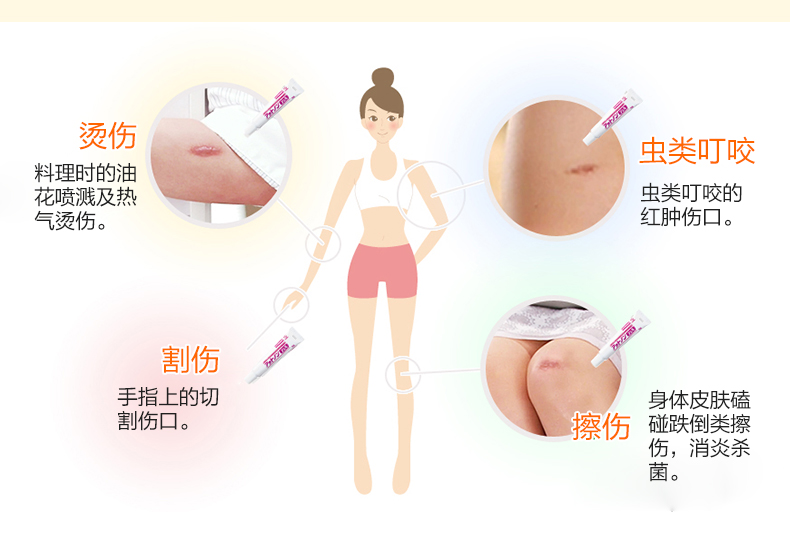 烫伤
料理时的油
花喷溅及热
气烫伤。
虫类叮咬
虫类叮咬的
红肿伤口。
割伤
手指上的切
割伤口。
擦伤
身体皮肤磕
碰跌倒类擦
伤，消炎杀
菌。